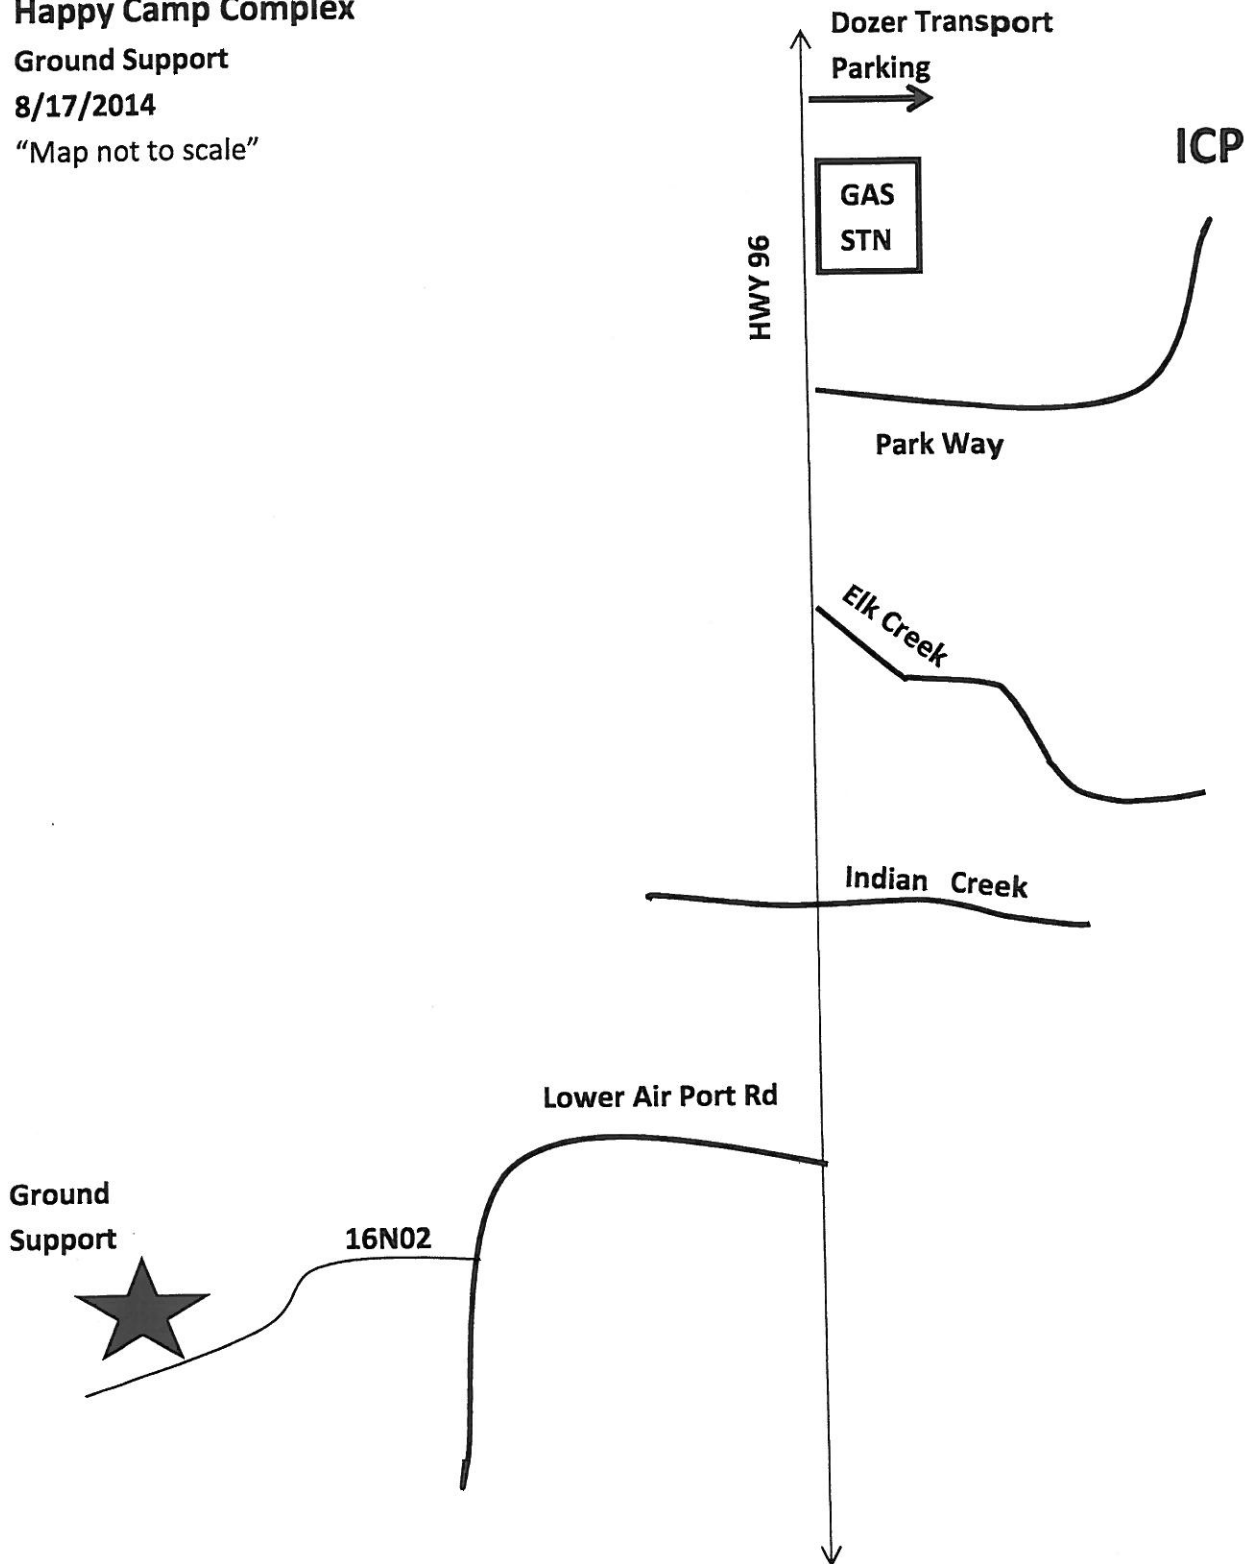 Happy Camp Complex
Ground Support
8/17/2014
“Map not to scale”
Dozer Transport
Parking
ICP
GAS
STN
HWY 96
Park Way
Elk Creek
Indian Creek
Lower Air Port Rd
Ground
Support
16N02